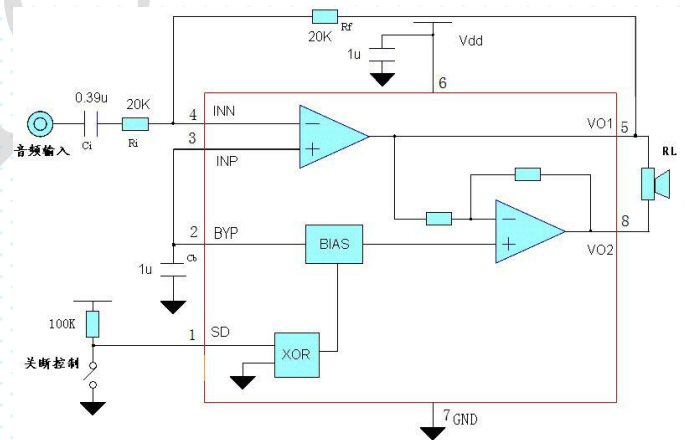 Rf
20K
1u
Vdd
6
0.39u
20K
Ci
Ri
音频输入
4
INN
3
INP
VO1
5
RL
2
BYP
BIAS
8
VO2
1u
Cb
100K
1
SD
XOR
关断控制
7
GND